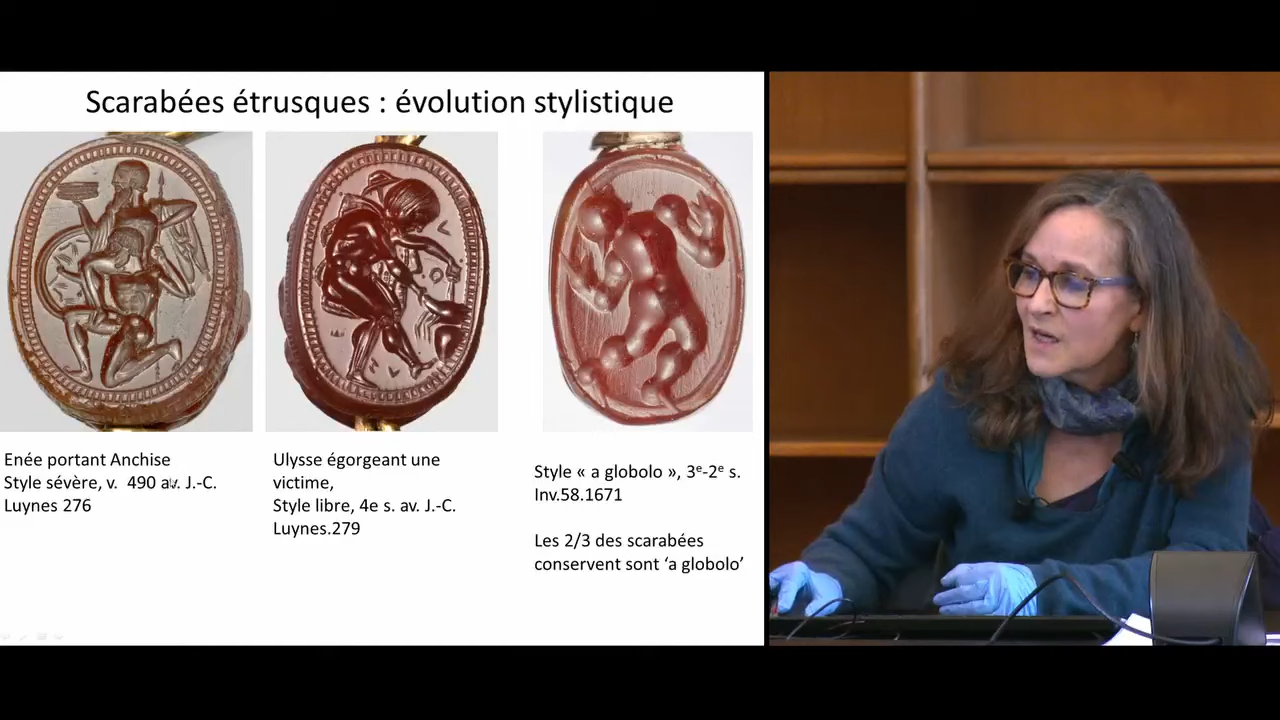 Scarabées étrusques : évolution stylistique
Enée portant Anchise
Style sévère, v. 490 av. J.-C.
Luynes 276
Ulysse égorgeant une
victime,
Style libre, 4e s. av. J.-C.
Luynes.279
Style « a globolo », 3e-2e s.
Inv.58.1671
Les 2/3 des scarabées
conservent sont ‘a globolo’